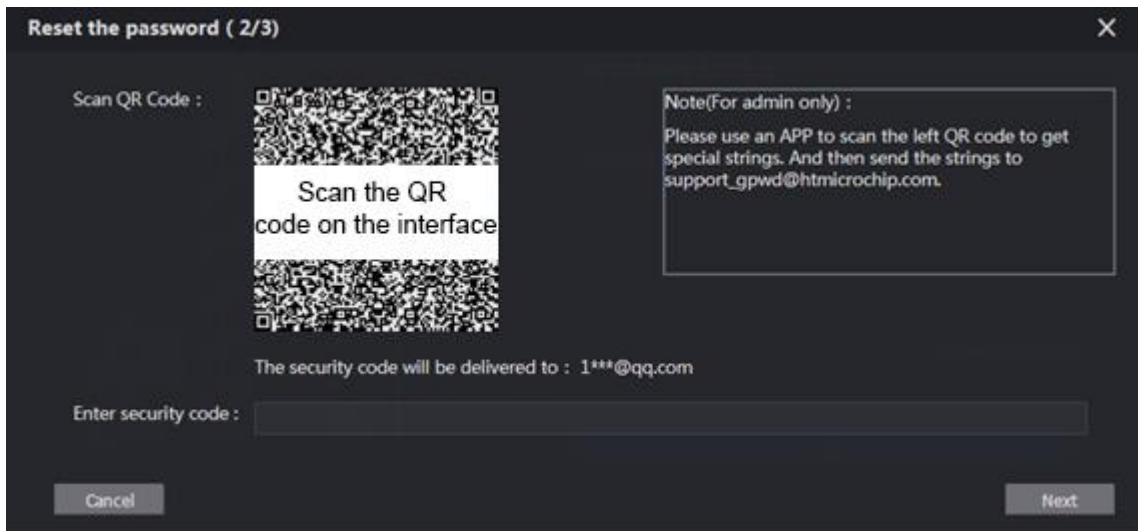 Reset the password ( 2/3)
Scan QR Code :
Scan the QR
code on the interface
Note(For admin only) :
Please use an APP to scan the left QR code to get
special strings. And then send the strings to
support_gpwd@htmicrochip.com.
The security code will be delivered to : 1***@qq.com
Enter security code :
Cancel
Next